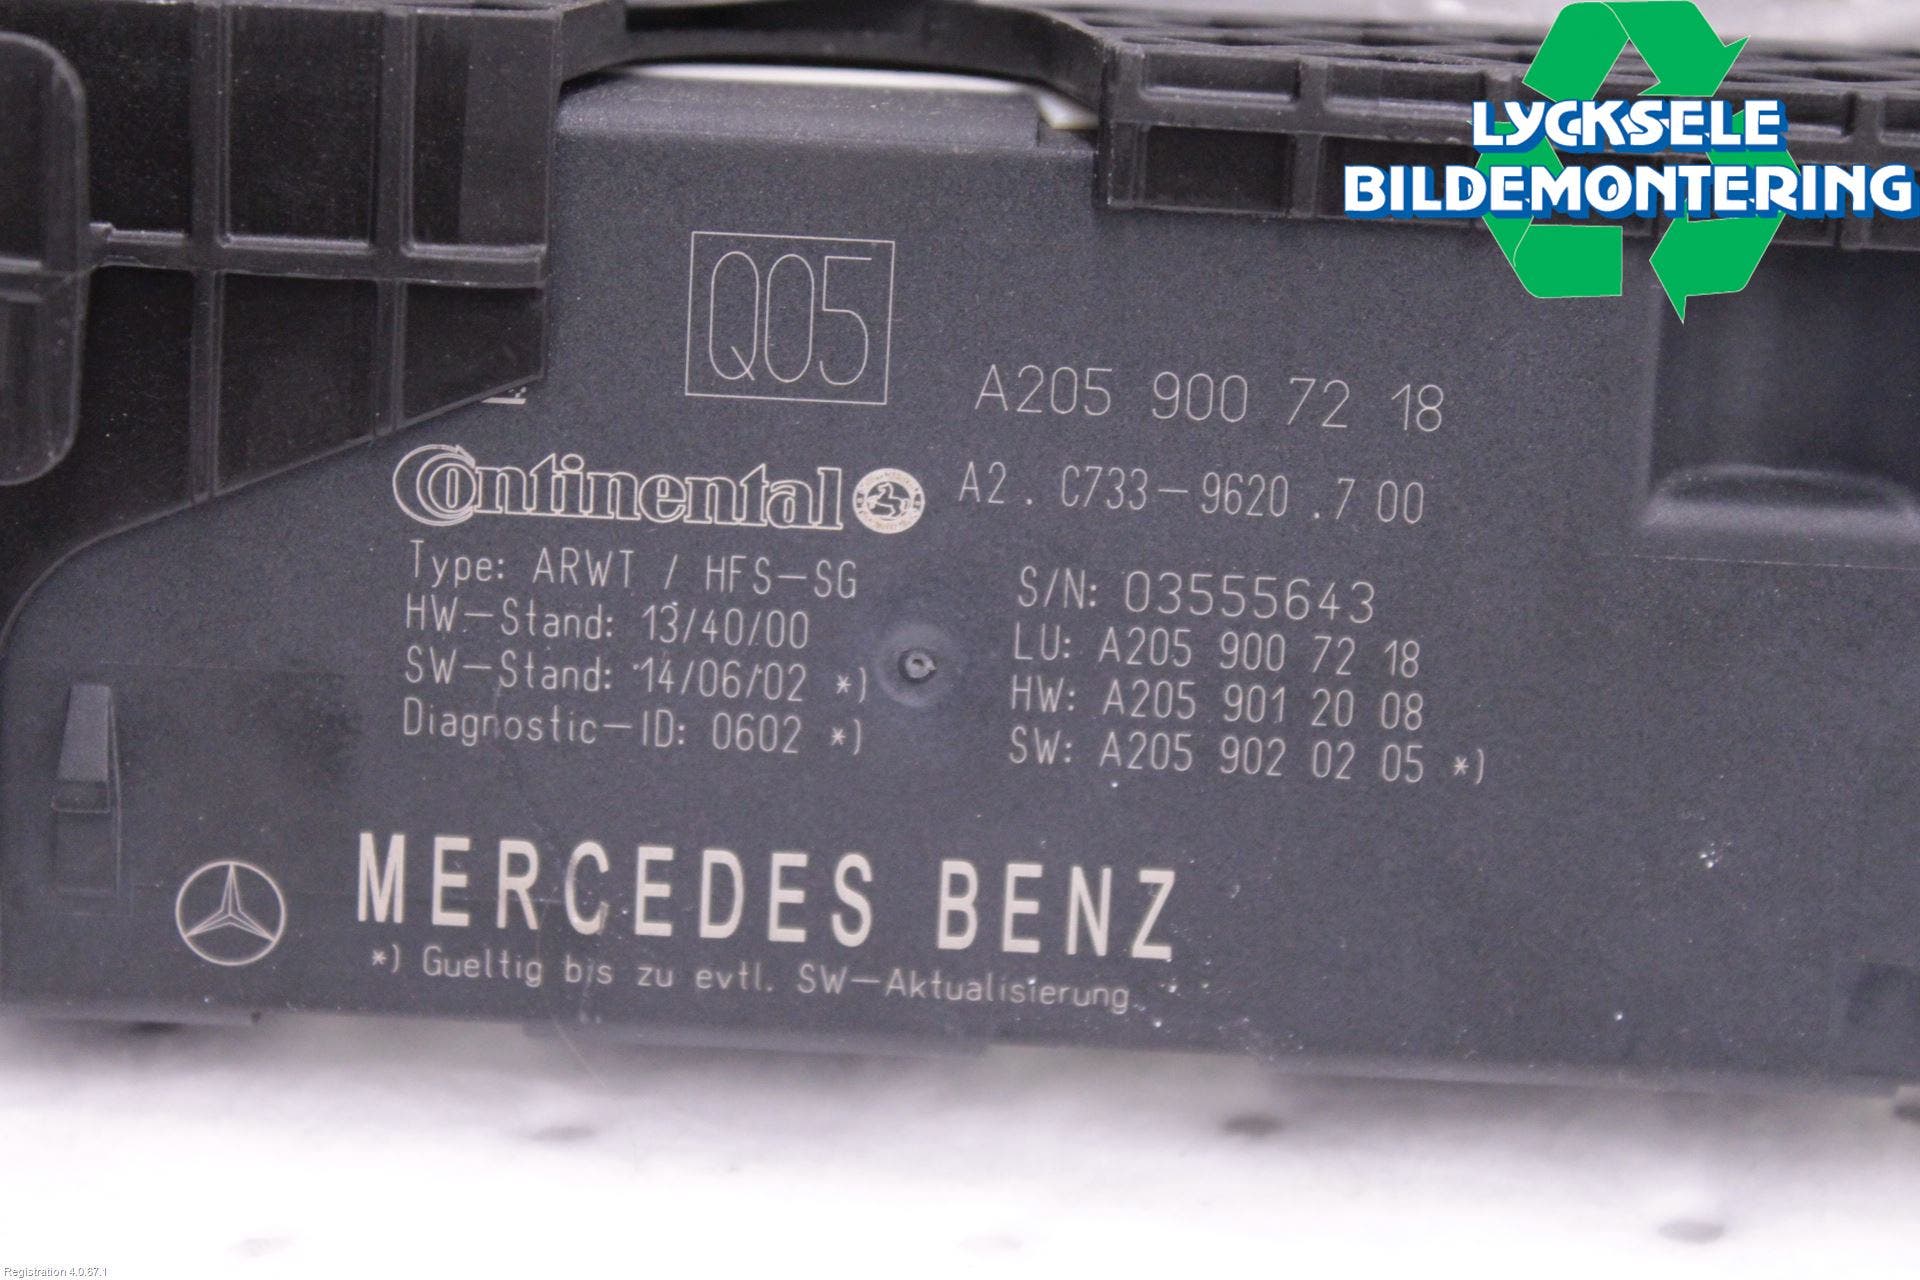 LYCKSELE
BILDEMONTERING
Q05
A205 900 72 18
Continental
A2. C733-9620.700
Type: ARWT / HFS-SG
HW-Stand: 13/40/00
SW-Stand: 14/06/02 *)
Diagnostic-ID: 0602 *)
S/N: 03555643
LU: A205 900 72 18
HW: A205 901 20 08
SW: A205 902 02 05 *)
MERCEDES BENZ
*) Gueltig bis zu evtl. SW-Aktualisierung
Registration 4.0.67.1